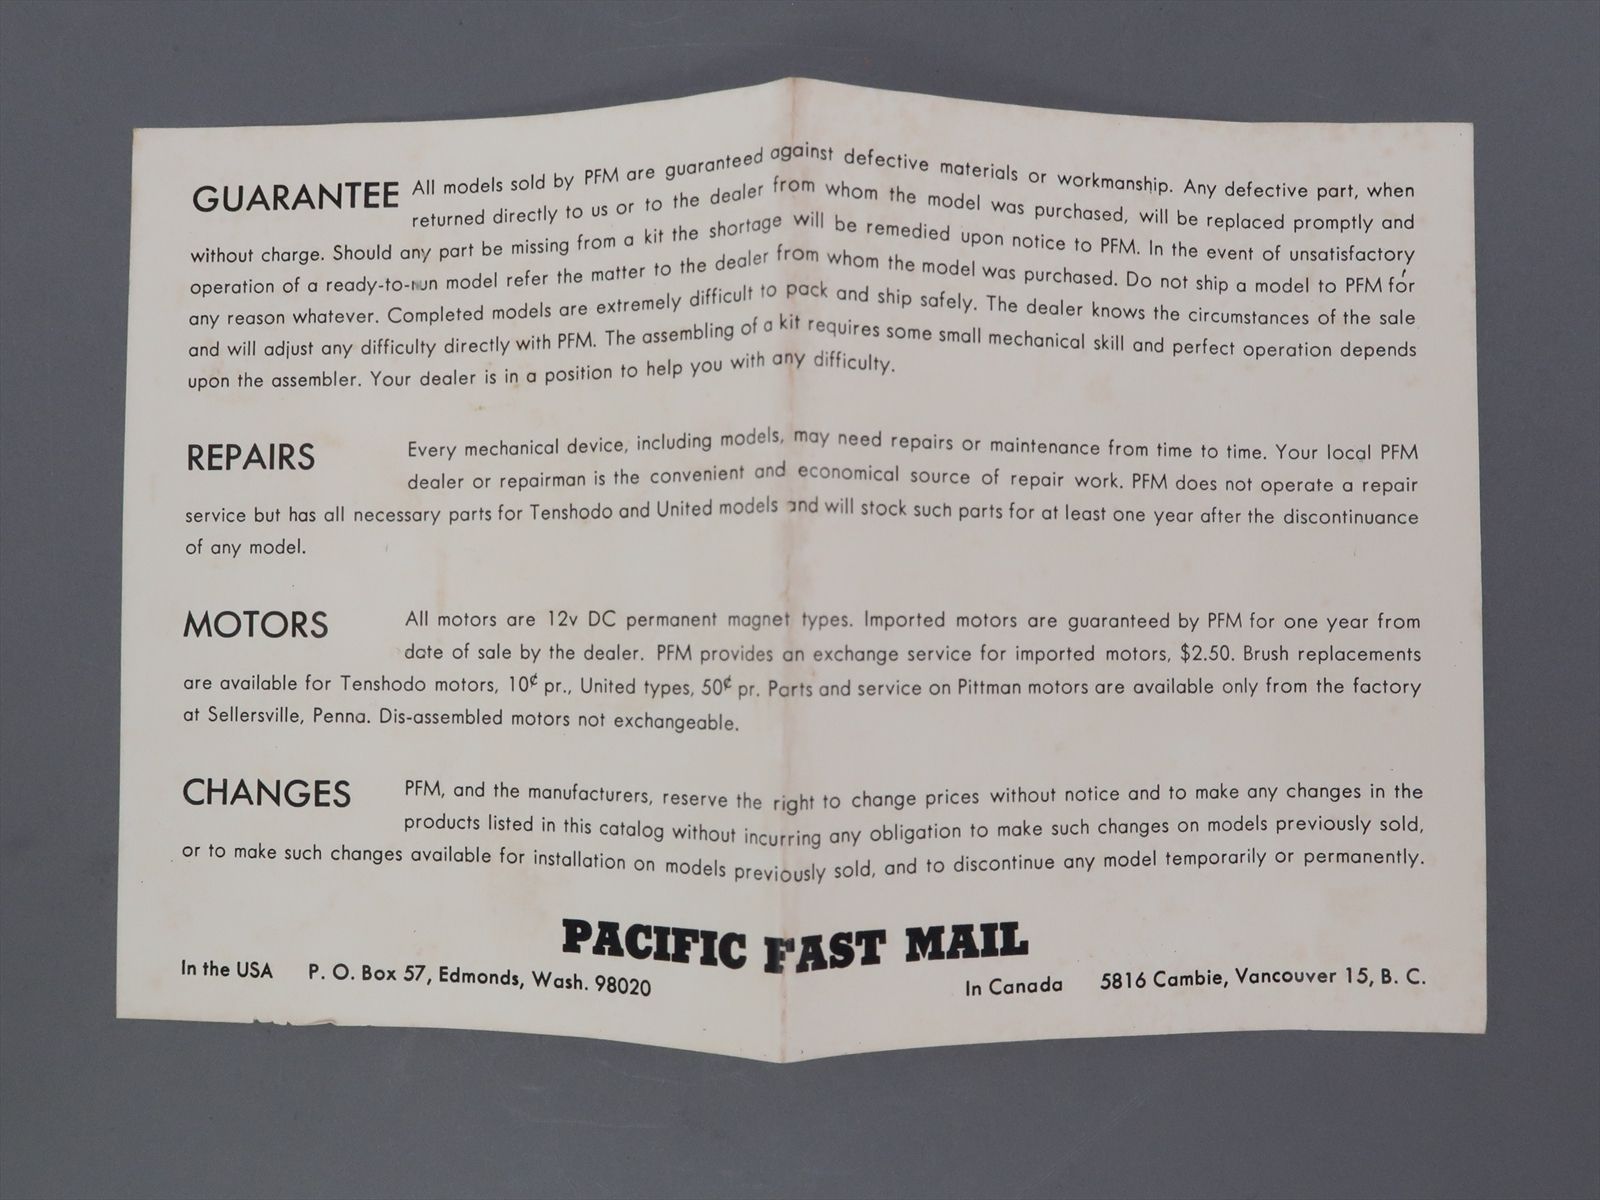 GUARANTEE All models sold by PFM are guaranteed against defective materials or workmanship. Any defective part, when
returned directly to us or to the dealer from whom the model was purchased, will be replaced promptly and
without charge. Should any part be missing from a kit the shortage will be remedied upon notice to PFM. In the event of unsatisfactory
operation of a ready-to-run model refer the matter to the dealer from whom the model was purchased. Do not ship a model to PFM for
any reason whatever. Completed models are extremely difficult to pack and ship safely. The dealer knows the circumstances of the sale
and will adjust any difficulty directly with PFM. The assembling of a kit requires some small mechanical skill and perfect operation depends
upon the assembler. Your dealer is in a position to help you with any difficulty.
REPAIRS Every mechanical device, including models, may need repairs or maintenance from time to time. Your local PFM
dealer or repairman is the convenient and economical source of repair work. PFM does not operate a repair
service but has all necessary parts for Tenshodo and United models and will stock such parts for at least one year after the discontinuance
of any model.
MOTORS All motors are 12v DC permanent magnet types. Imported motors are guaranteed by PFM for one year from
date of sale by the dealer. PFM provides an exchange service for imported motors, $2.50. Brush replacements
are available for Tenshodo motors, 10¢ pr., United types, 50¢ pr. Parts and service on Pittman motors are available only from the factory
at Sellersville, Penna. Dis-assembled motors not exchangeable.
CHANGES PFM, and the manufacturers, reserve the right to change prices without notice and to make any changes in the
products listed in this catalog without incurring any obligation to make such changes on models previously sold,
or to make such changes available for installation on models previously sold, and to discontinue any model temporarily or permanently.
PACIFIC FAST MAIL
In the USA P. O. Box 57, Edmonds, Wash. 98020 In Canada 5816 Cambie, Vancouver 15, B. C.